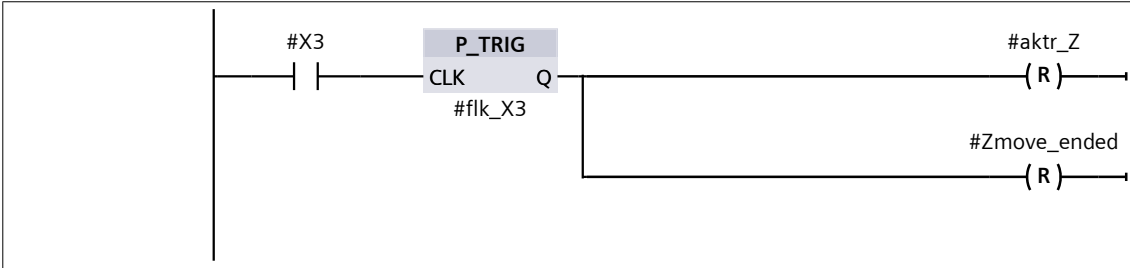 #X3 P_TRIG #aktr_Z
CLK Q ( R )
#flk_X3
#Zmove_ended
( R )